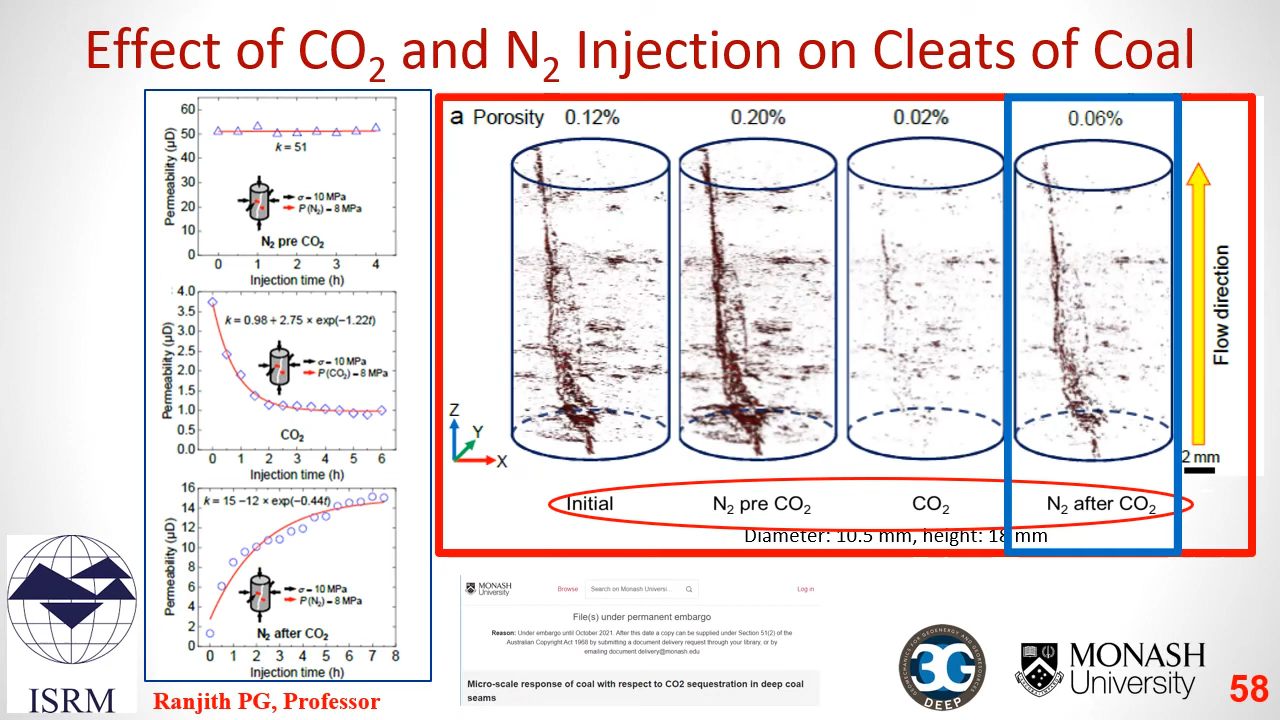 Effect of CO2 and N2 Injection on Cleats of Coal
60
50
40
30
20
10
0
Permeability (μD)
k = 51
σ = 10 MPa
P (N2) = 8 MPa
N2 pre CO2
0 1 2 3 4
Injection time (h)
4.0
3.5
3.0
2.5
2.0
1.5
1.0
0.5
0.0
Permeability (μD)
k = 0.98 + 2.75 × exp(−1.22t)
σ = 10 MPa
P (CO2) = 8 MPa
CO2
0 1 2 3 4 5 6
Injection time (h)
16
14
12
10
8
6
4
2
0
Permeability (μD)
k = 15 −12 × exp(−0.44t)
σ = 10 MPa
P (N2) = 8 MPa
N2 after CO2
0 1 2 3 4 5 6 7 8
Injection time (h)
a Porosity 0.12% 0.20% 0.02% 0.06%
Flow direction
Z
Y
X
2 mm
Initial N2 pre CO2 CO2 N2 after CO2
Diameter: 10.5 mm, height: 18 mm
MONASH
University
Browse
Search on Monash Universi...
Log in
File(s) under permanent embargo
Reason: Under embargo until October 2021. After this date a copy can be supplied under Section 51(2) of the
Australian Copyright Act 1968 by submitting a document delivery request through your library, or by
emailing document.delivery@monash.edu
Micro-scale response of coal with respect to CO2 sequestration in deep coal
seams
ISRM
Ranjith PG, Professor
GEOMECHANICS FOR GEOENERGY AND GEORESOURCES
3G
DEEP
MONASH
University
58